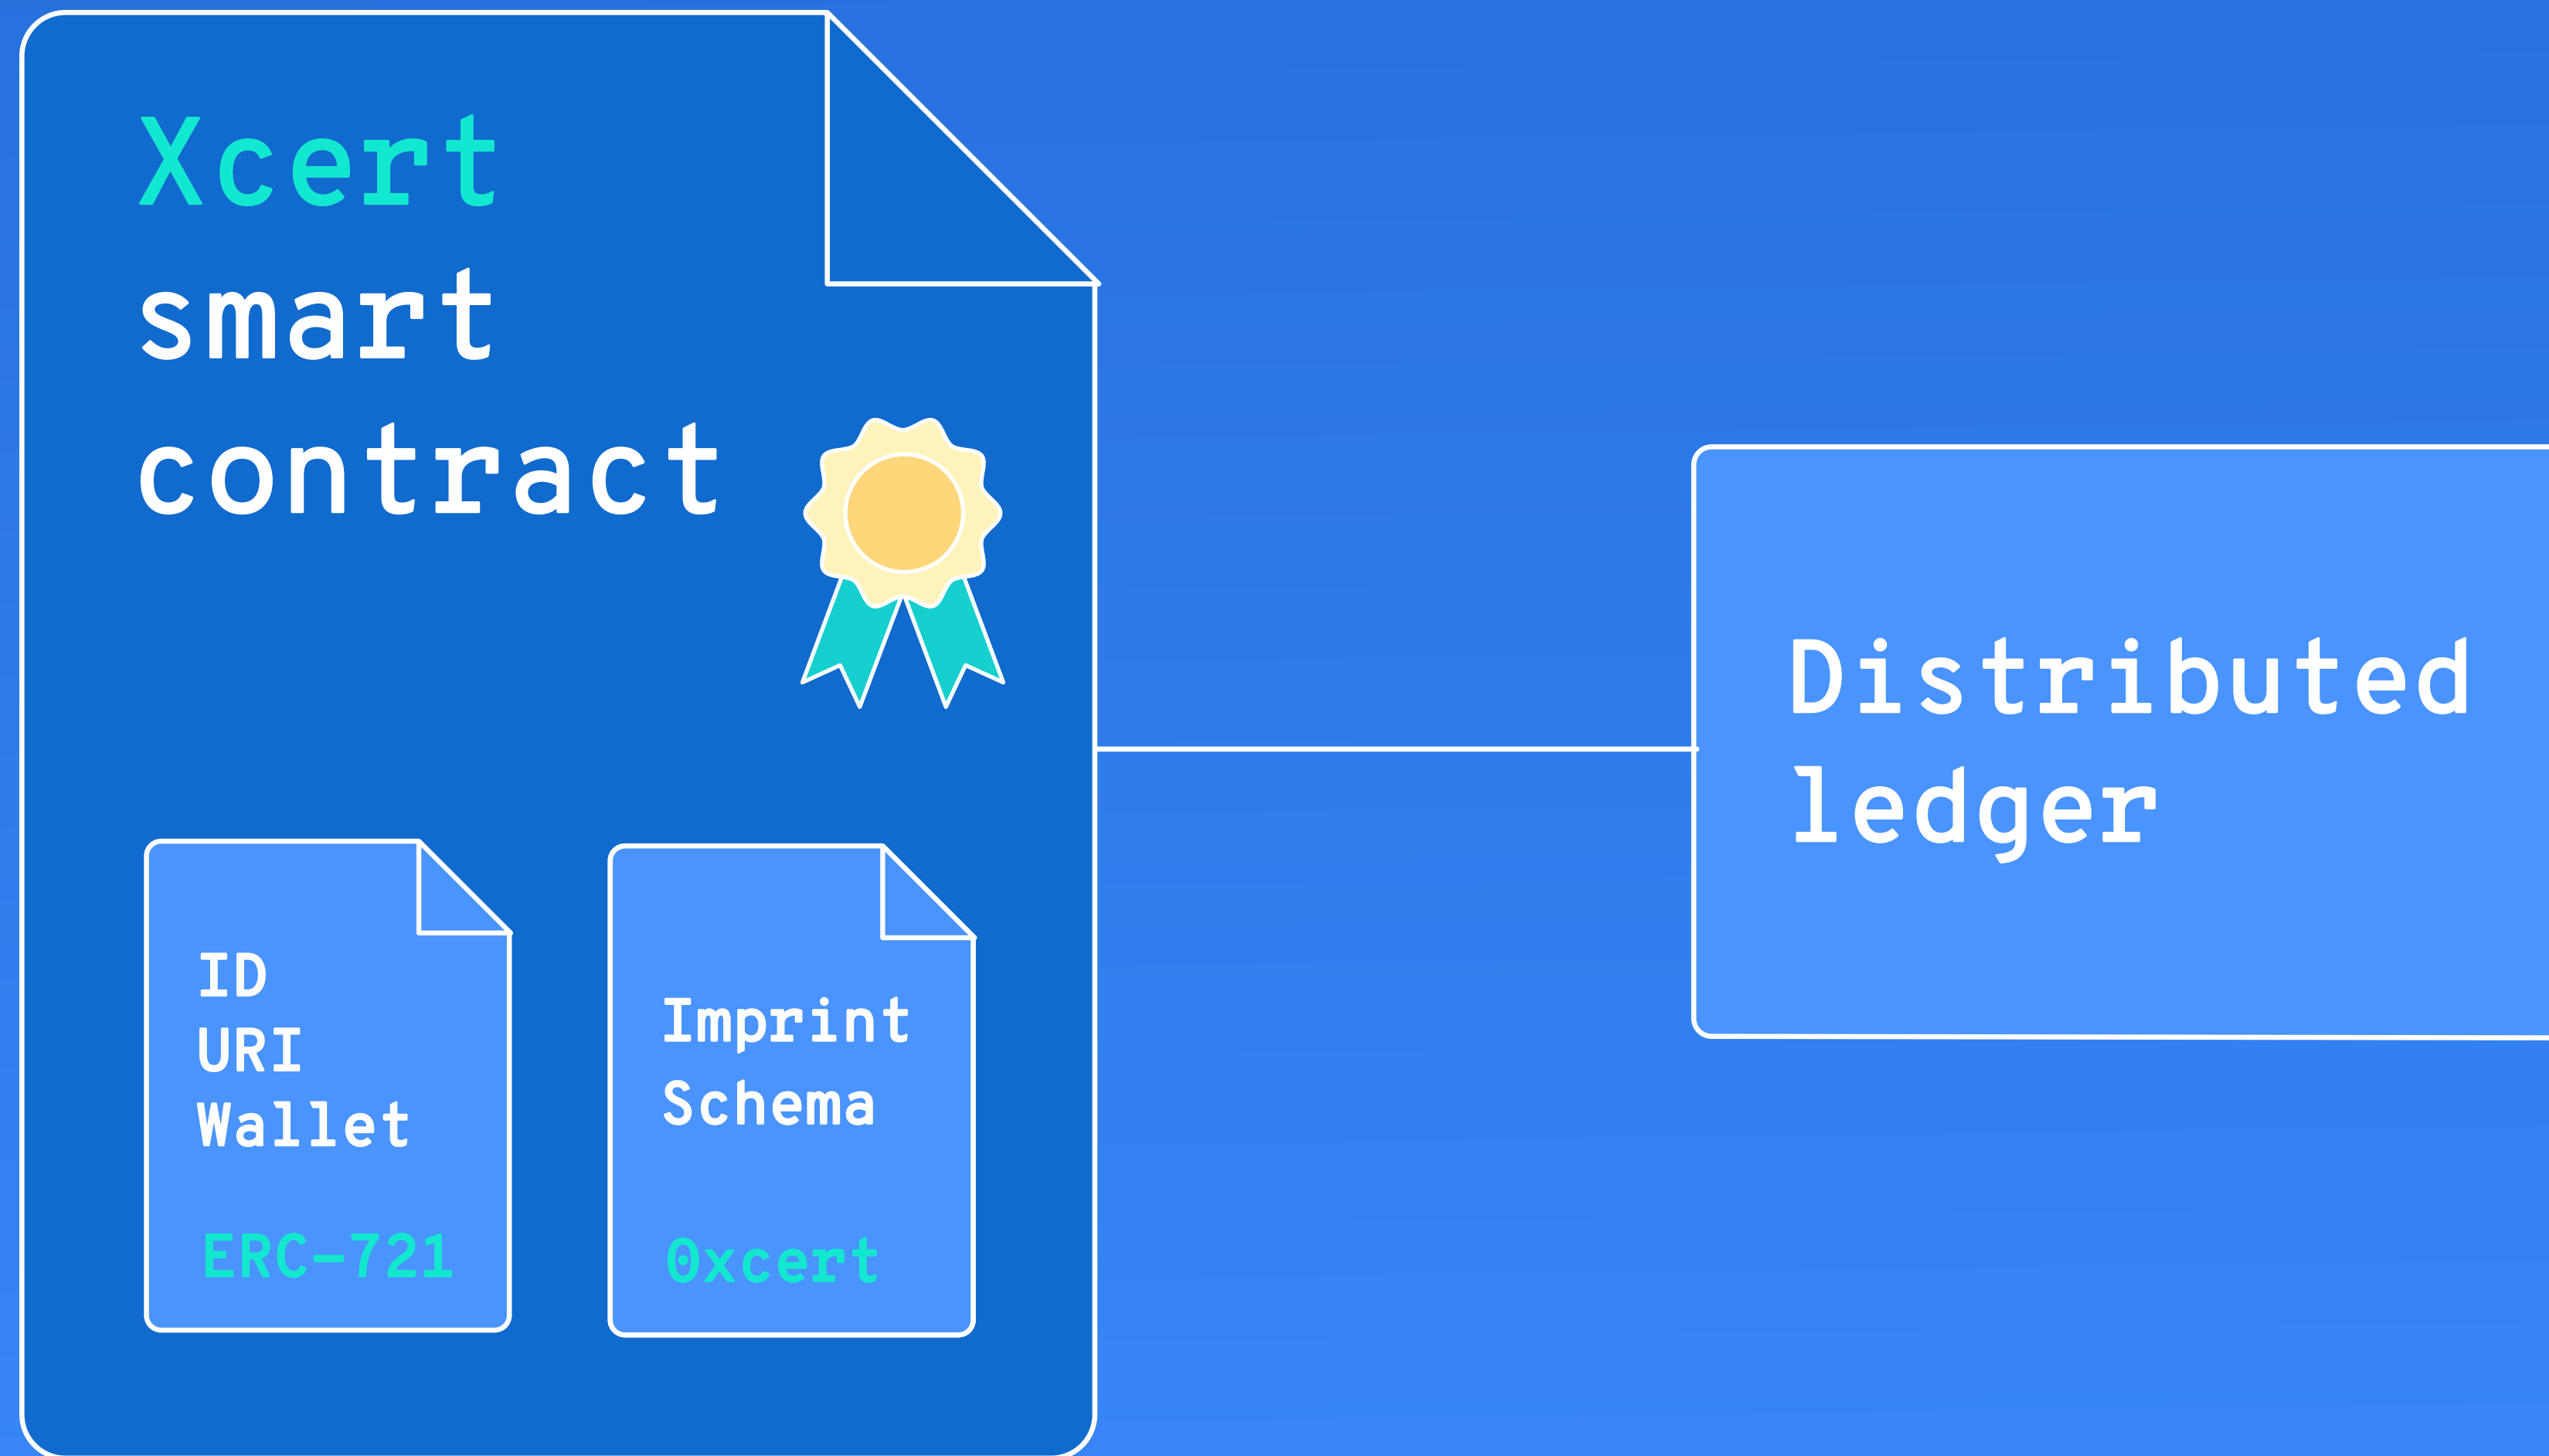 Xcert
smart
contract
ID
URI
Wallet
ERC-721
Imprint
Schema
0xcert
Distributed
ledger